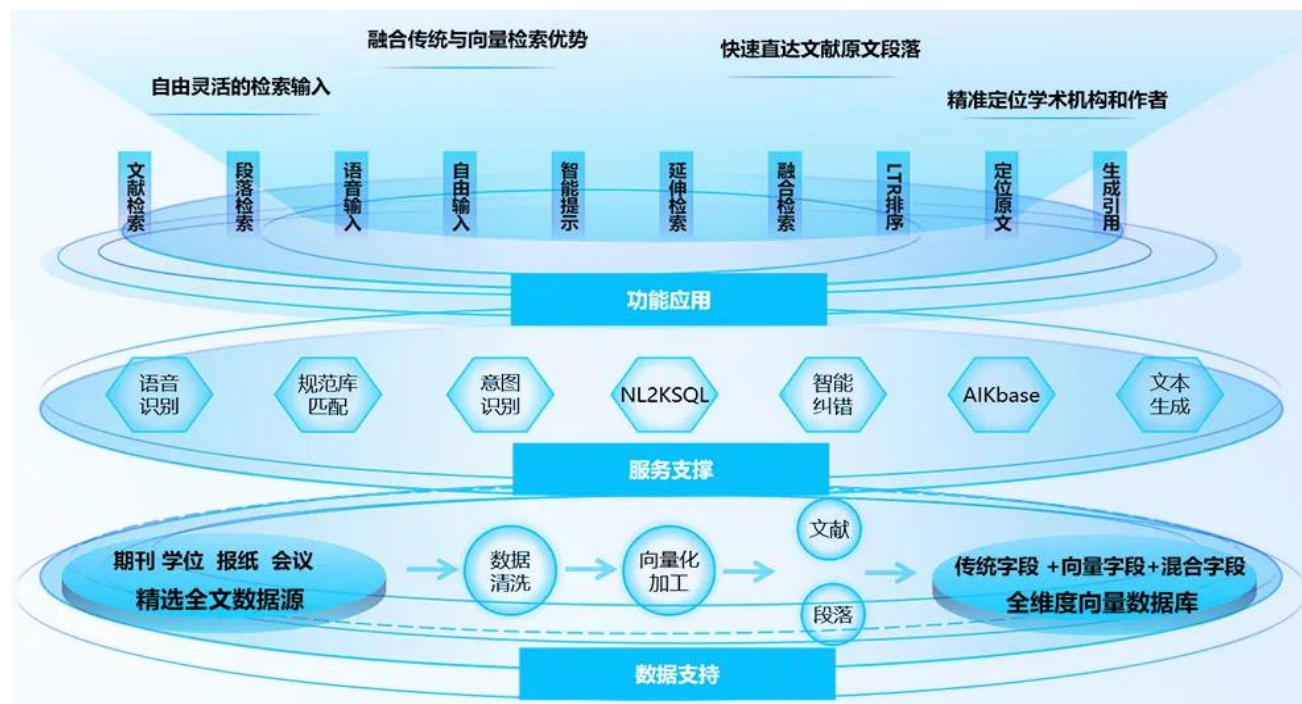 融合传统与向量检索优势
快速直达文献原文段落
自由灵活的检索输入
精准定位学术机构和作者
文献检索
段落检索
语音输入
自由输入
智能提示
延伸检索
融合检索
LTR排序
定位原文
生成引用
功能应用
语音
识别
规范库
匹配
意图
识别
NL2KSQL
智能
纠错
AIKbase
文本
生成
服务支撑
期刊 学位 报纸 会议
精选全文数据源
数据
清洗
向量化
加工
文献
段落
传统字段 +向量字段+混合字段
全维度向量数据库
数据支持